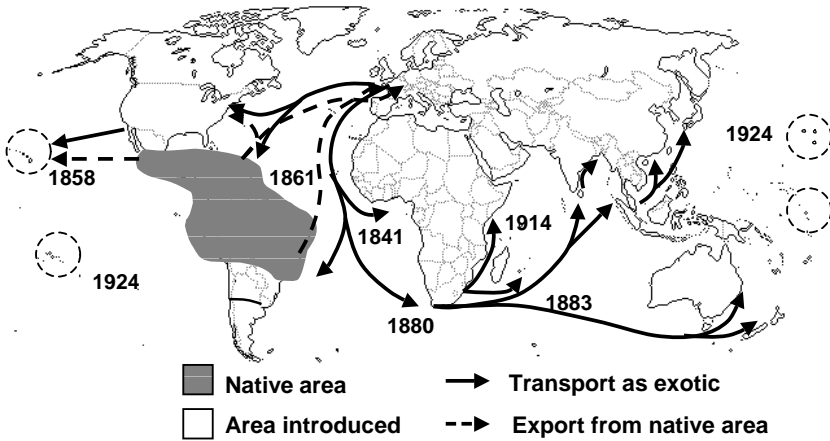 1924
1858
1861
1841
1914
1924
1880
1883
Native area
Transport as exotic
Area introduced
Export from native area